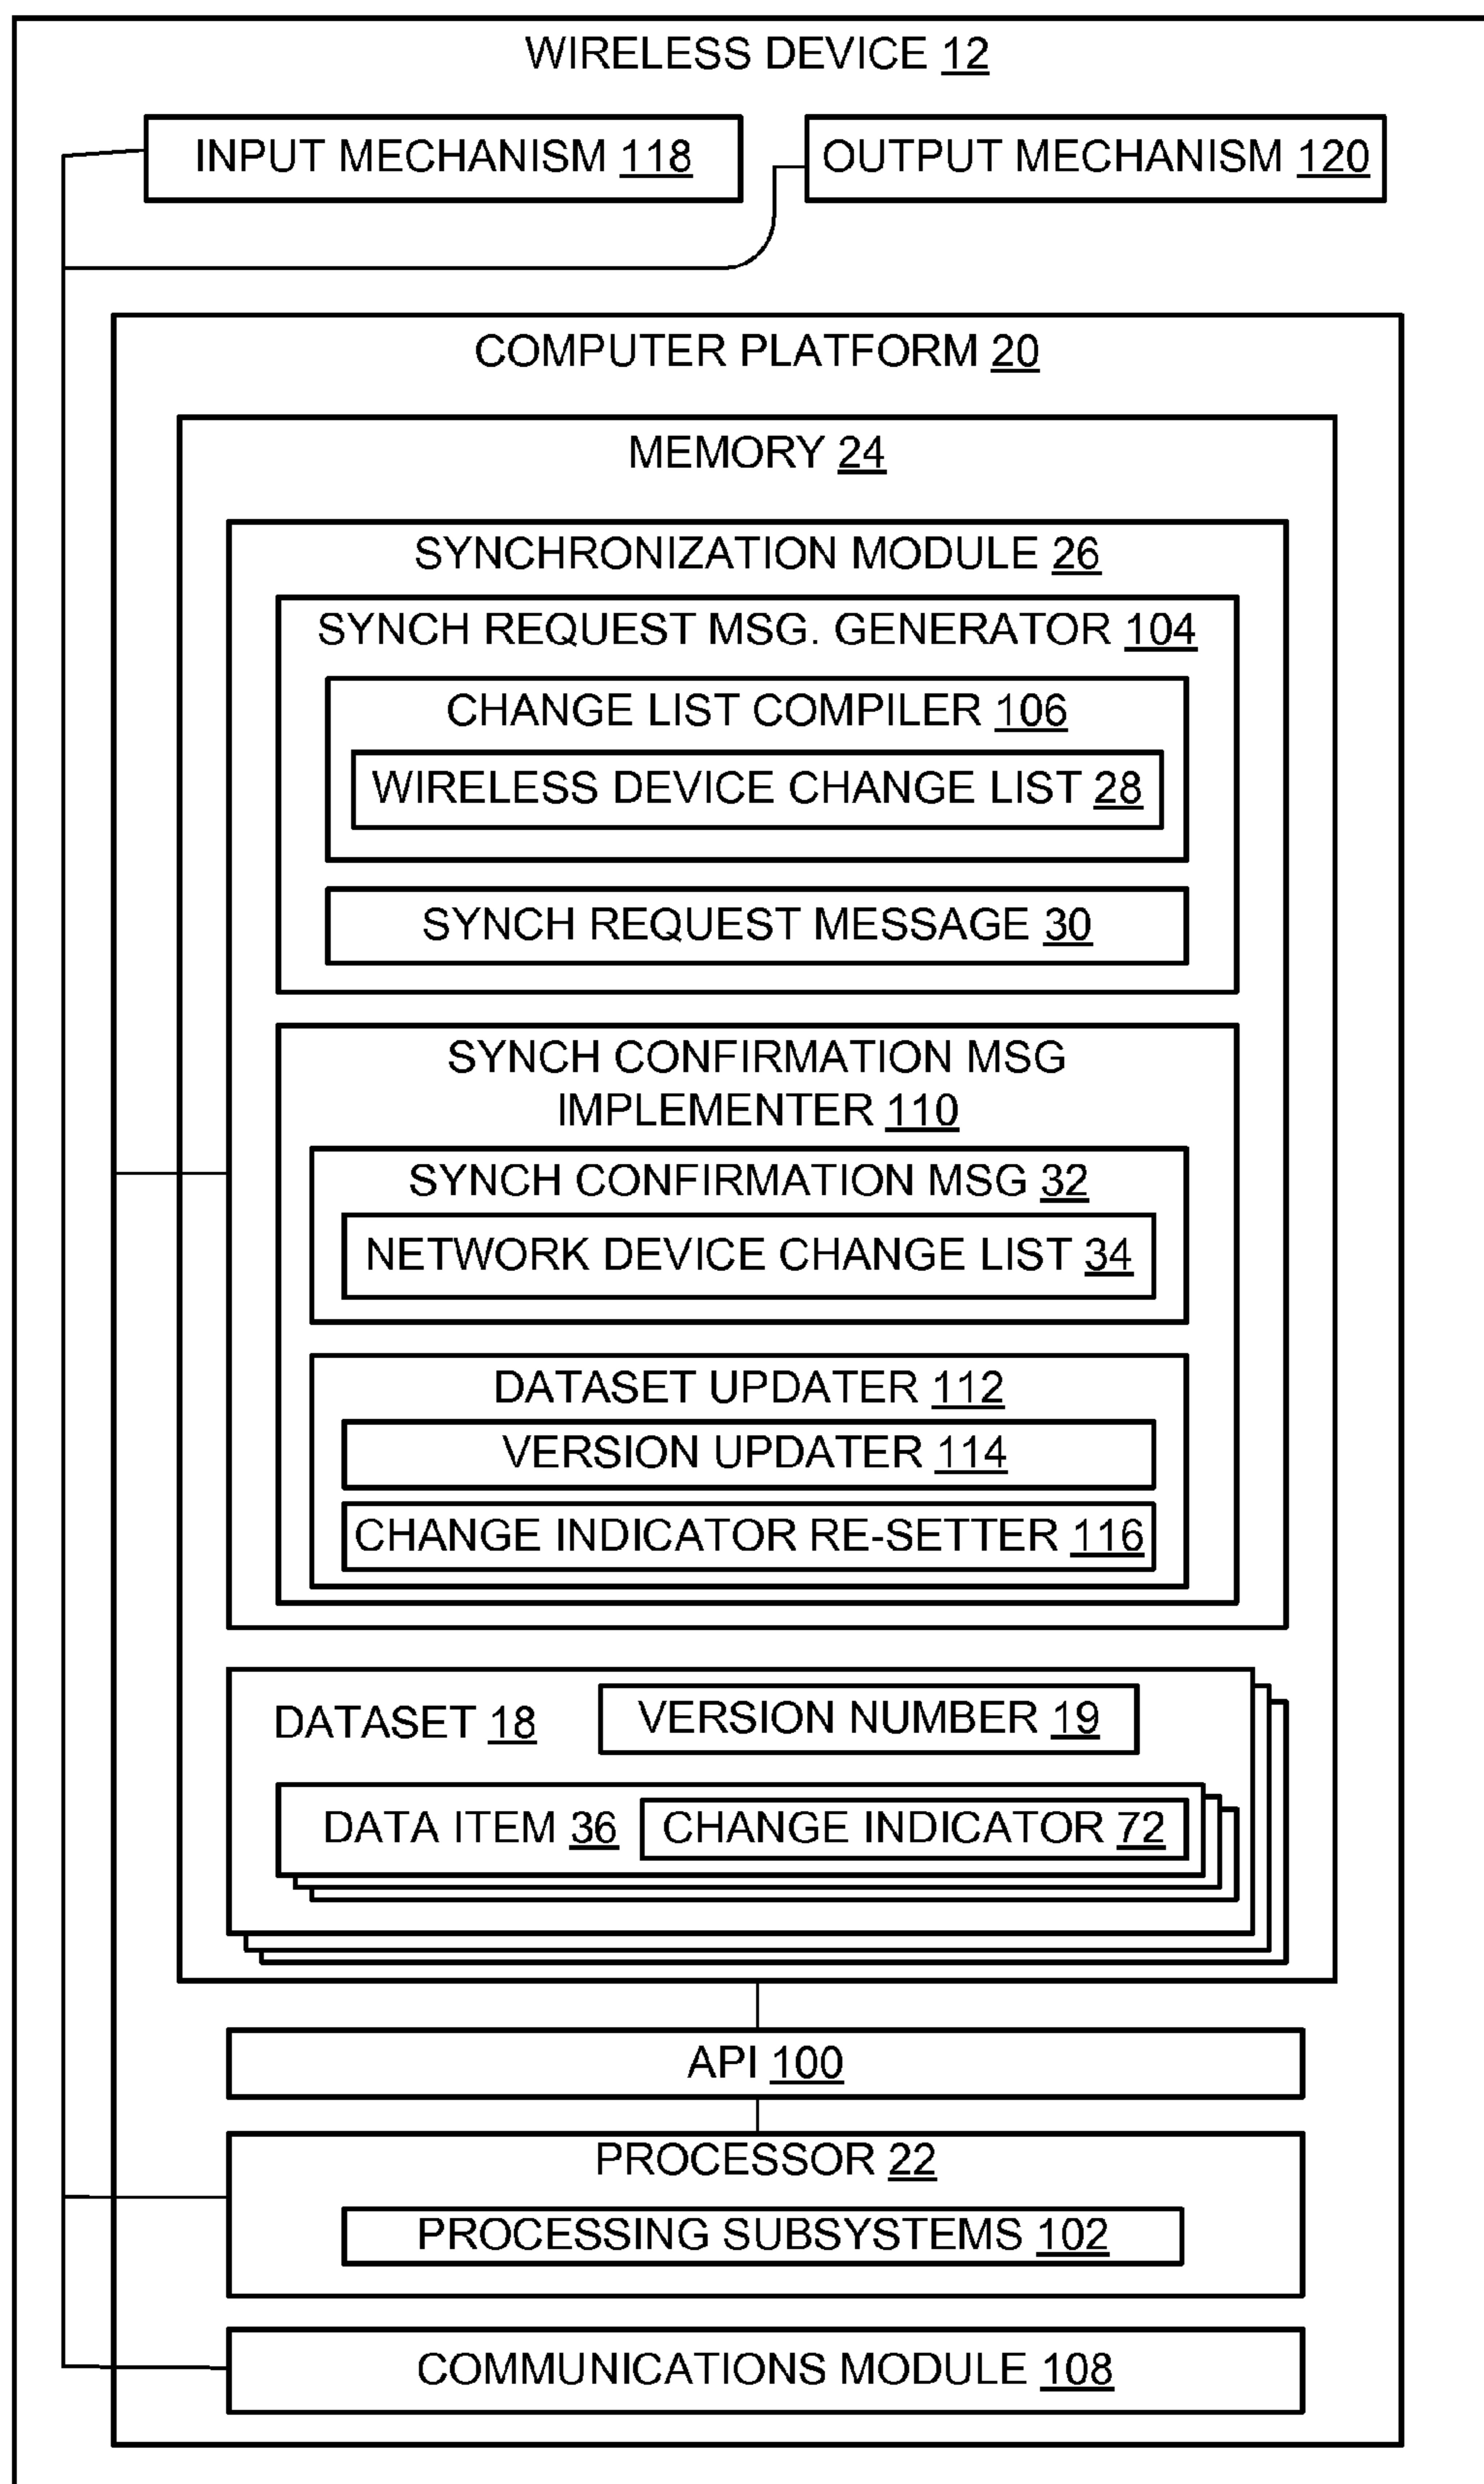 WIRELESS DEVICE 12
INPUT MECHANISM 118
OUTPUT MECHANISM 120
COMPUTER PLATFORM 20
MEMORY 24
SYNCHRONIZATION MODULE 26
SYNCH REQUEST MSG. GENERATOR 104
CHANGE LIST COMPILER 106
WIRELESS DEVICE CHANGE LIST 28
SYNCH REQUEST MESSAGE 30
SYNCH CONFIRMATION MSG
IMPLEMENTER 110
SYNCH CONFIRMATION MSG 32
NETWORK DEVICE CHANGE LIST 34
DATASET UPDATER 112
VERSION UPDATER 114
CHANGE INDICATOR RE-SETTER 116
DATASET 18
VERSION NUMBER 19
DATA ITEM 36
CHANGE INDICATOR 72
API 100
PROCESSOR 22
PROCESSING SUBSYSTEMS 102
COMMUNICATIONS MODULE 108